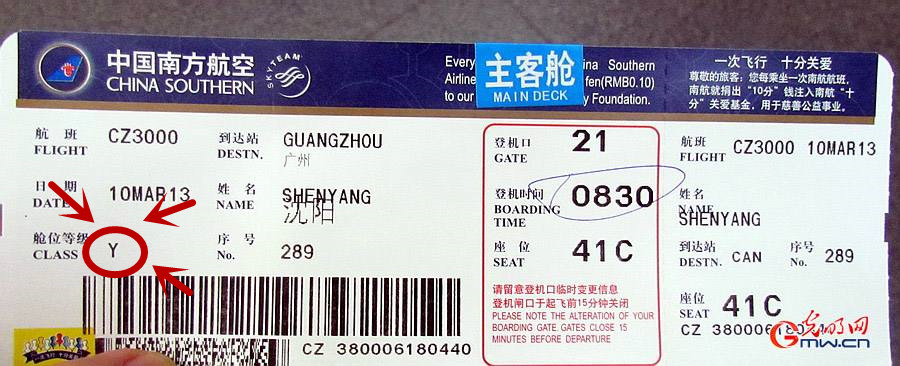 中国南方航空
CHINA SOUTHERN
SKYTEAM
Every
Airline
to our
主客舱
MAIN DECK
ina Southern
fen(RMB0.10)
y Foundation.
一次飞行 十分关爱
尊敬的旅客：您每乘坐一次南航航班，
南航就捐出“10分”钱注入南航“十
分”关爱基金，用于慈善公益事业。
航 班 CZ3000
FLIGHT
到达站 GUANGZHOU
DESTN. 广州
日 期 10MAR13
DATE
姓 名 SHENYANG
NAME 沈阳
舱位等级 Y
CLASS
序 号 289
No.
CZ 380006180440
登机口 21
GATE
登机时间 0830
BOARDING
TIME
座 位 41C
SEAT
请留意登机口临时变更信息
登机闸口于起飞前15分钟关闭
PLEASE NOTE THE ALTERATION OF YOUR
BOARDING GATE.GATES CLOSE 15
MINUTES BEFORE DEPARTURE
航班 CZ3000 10MAR13
FLIGHT
姓名
NAME
SHENYANG
到达站 CAN
DESTN.
序号 289
No.
座位 41C
SEAT
光明网
GMW.CN